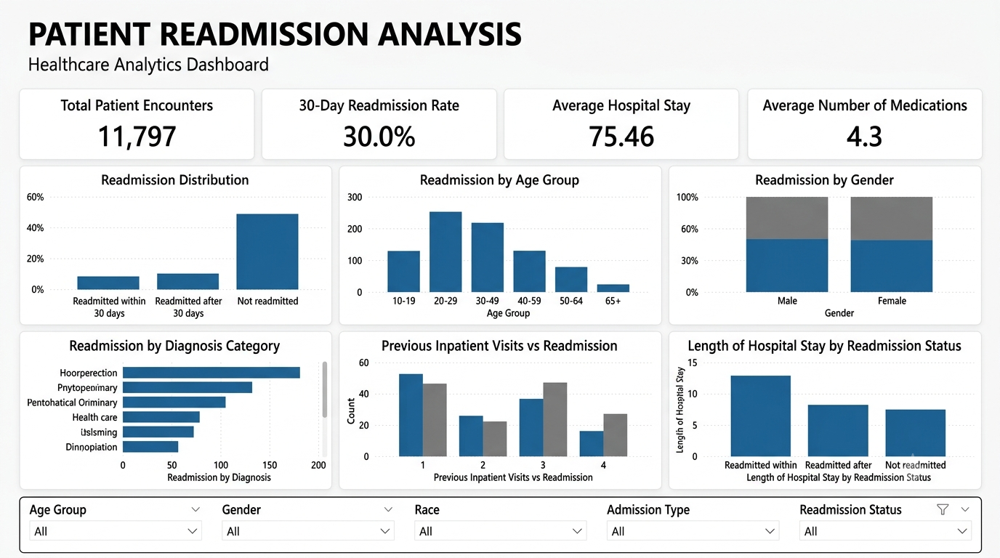 PATIENT READMISSION ANALYSIS
Healthcare Analytics Dashboard
Total Patient Encounters
11,797
30-Day Readmission Rate
30.0%
Average Hospital Stay
75.46
Average Number of Medications
4.3
Readmission Distribution
60%
40%
20%
0%
Readmitted within
30 days
Readmitted after
30 days
Not readmitted
Readmission by Age Group
300
200
100
0
10-19
20-29
30-49
40-59
50-64
65+
Age Group
Readmission by Gender
100%
60%
30%
0%
Male
Female
Gender
Readmission by Diagnosis Category
Hoorperection
Pentohatical
Health care
0
50
100
150
200
Readmission by Diagnosis
Previous Inpatient Visits vs Readmission
Count
60
40
20
0
1
2
3
4
Previous Inpatient Visits vs Readmission
Length of Hospital Stay by Readmission Status
Length of Hospital Stay
15
10
5
0
Readmitted within
Readmitted after
Not readmitted
Length of Hospital Stay by Readmission Status
Age Group
All
Gender
All
Race
All
Admission Type
All
Readmission Status
All